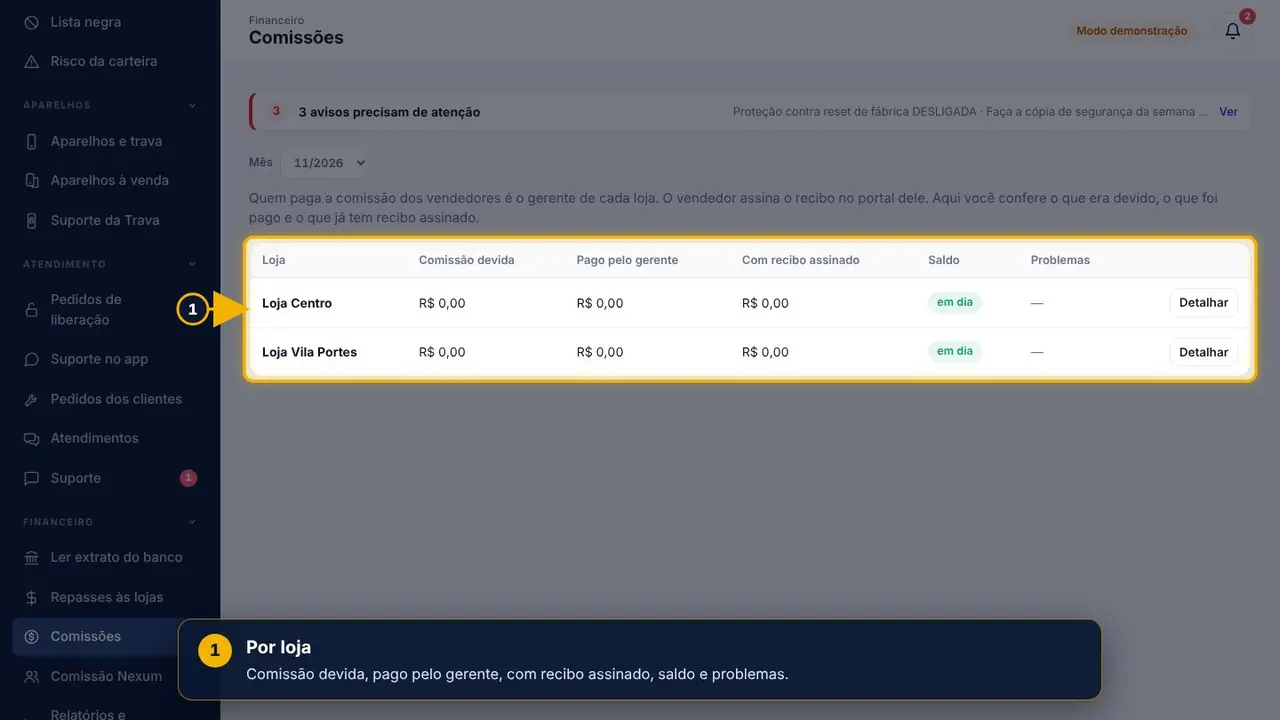 Lista negra
Risco da carteira
APARELHOS
Aparelhos e trava
Aparelhos à venda
Suporte da Trava
ATENDIMENTO
Pedidos de
liberação
Suporte no app
Pedidos dos clientes
Atendimentos
Suporte 1
FINANCEIRO
Ler extrato do banco
Repasses às lojas
Comissões
Comissão Nexum
Relatórios e
Financeiro
Comissões
Modo demonstração
2
3 3 avisos precisam de atenção Proteção contra reset de fábrica DESLIGADA · Faça a cópia de segurança da semana ... Ver
Mês 11/2026
Quem paga a comissão dos vendedores é o gerente de cada loja. O vendedor assina o recibo no portal dele. Aqui você confere o que era devido, o que foi
pago e o que já tem recibo assinado.
Loja Comissão devida Pago pelo gerente Com recibo assinado Saldo Problemas
1
Loja Centro R$ 0,00 R$ 0,00 R$ 0,00 em dia — Detalhar
Loja Vila Portes R$ 0,00 R$ 0,00 R$ 0,00 em dia — Detalhar
1 Por loja
Comissão devida, pago pelo gerente, com recibo assinado, saldo e problemas.